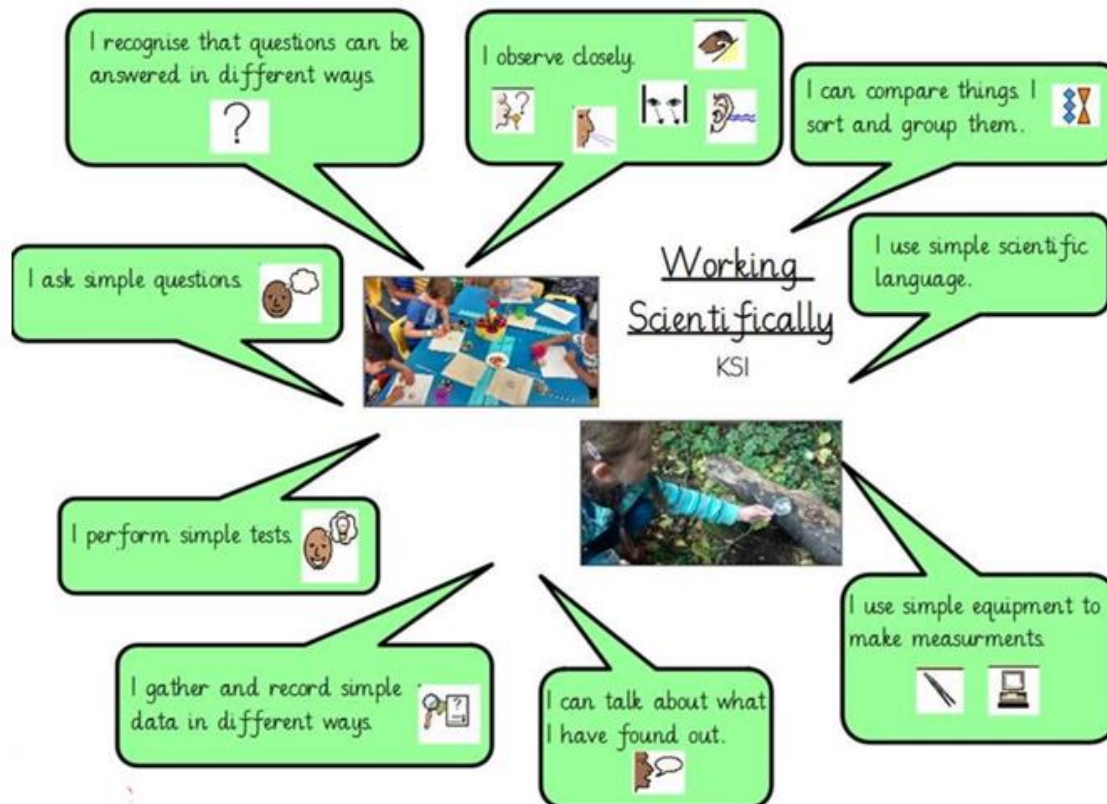 I recognise that questions can be
answered in different ways.
?
I observe closely.
?
I can compare things. I
sort and group them.
Working
Scientifically
KS1
I use simple scientific
language.
I ask simple questions.
I perform simple tests.
I use simple equipment to
make measurments.
I gather and record simple
data in different ways.
?
I can talk about what
I have found out.